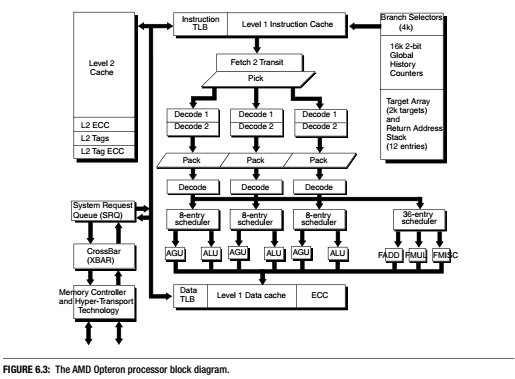 Instruction
TLB
Level 1 Instruction Cache
Branch Selectors
(4k)
16k 2-bit
Global
History
Counters
Target Array
(2k targets)
and
Return Address
Stack
(12 entries)
Level 2
Cache
L2 ECC
L2 Tags
L2 Tag ECC
Fetch 2 Transit
Pick
Decode 1
Decode 2
Decode 1
Decode 2
Decode 1
Decode 2
Pack
Pack
Pack
Decode
Decode
Decode
System Request
Queue (SRQ)
CrossBar
(XBAR)
Memory Controller
and Hyper-Transport
Technology
8-entry
scheduler
8-entry
scheduler
8-entry
scheduler
36-entry
scheduler
AGU
ALU
AGU
ALU
AGU
ALU
FADD
FMUL
FMISC
Data
TLB
Level 1 Data cache
ECC
FIGURE 6.3: The AMD Opteron processor block diagram.